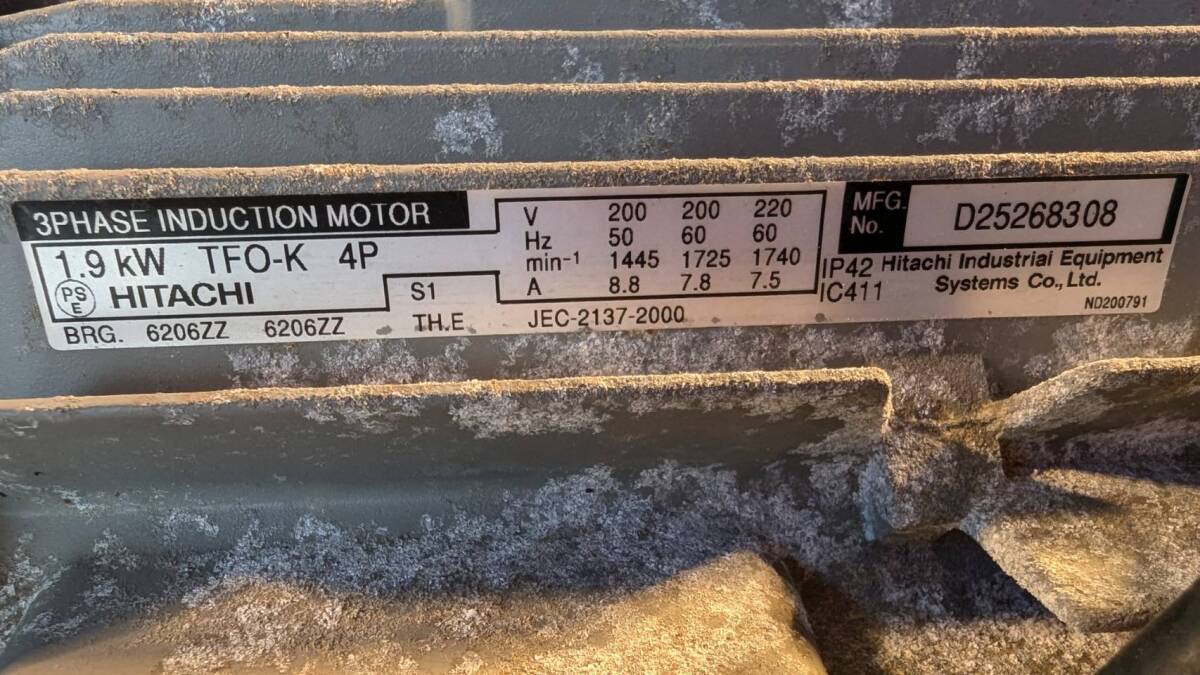 3PHASE INDUCTION MOTOR
1.9 kW TFO-K 4P
PS E HITACHI
S1
BRG. 6206ZZ 6206ZZ TH.E JEC-2137-2000
V 200 200 220
Hz 50 60 60
min-1 1445 1725 1740
A 8.8 7.8 7.5
MFG. No. D25268308
IP42 Hitachi Industrial Equipment
IC411 Systems Co., Ltd.
ND200791